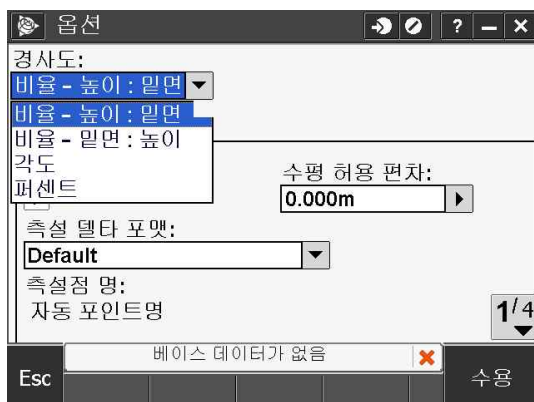 옵션
? – ×
경사도:
비율 - 높이 : 밑면
비율 - 높이 : 밑면
비율 - 밑면 : 높이
각도
퍼센트
수평 허용 편차:
0.000m
측설 델타 포맷:
Default
측설점 명:
자동 포인트명
1/4
베이스 데이터가 없음
Esc
수용